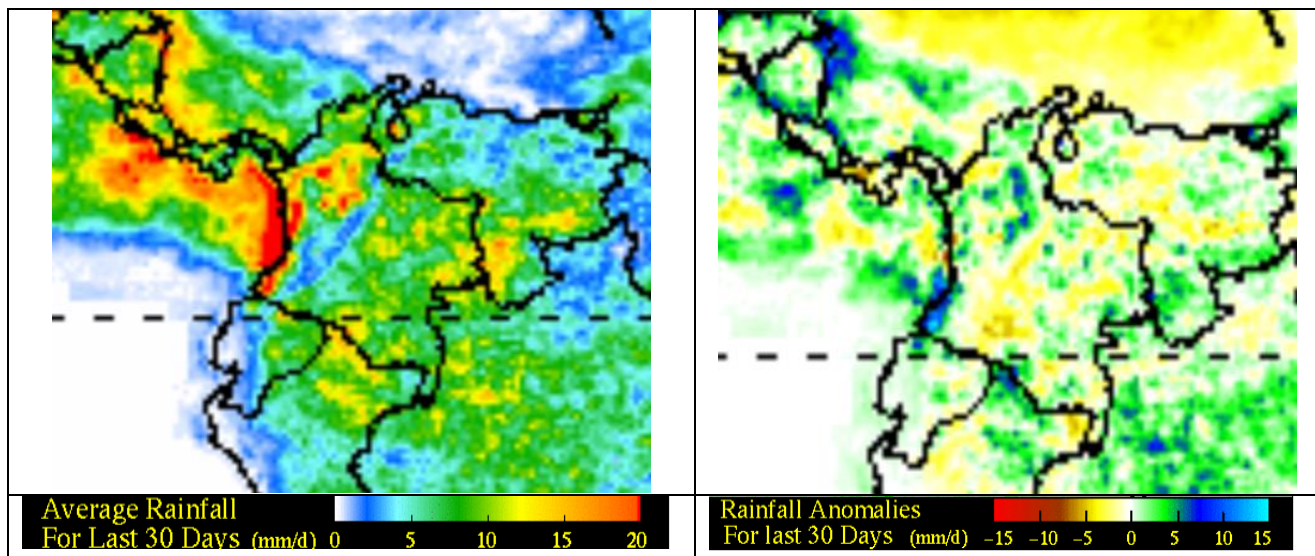 Average Rainfall
For Last 30 Days (mm/d) 0 5 10 15 20
Rainfall Anomalies
For last 30 Days (mm/d) -15 -10 -5 0 5 10 15